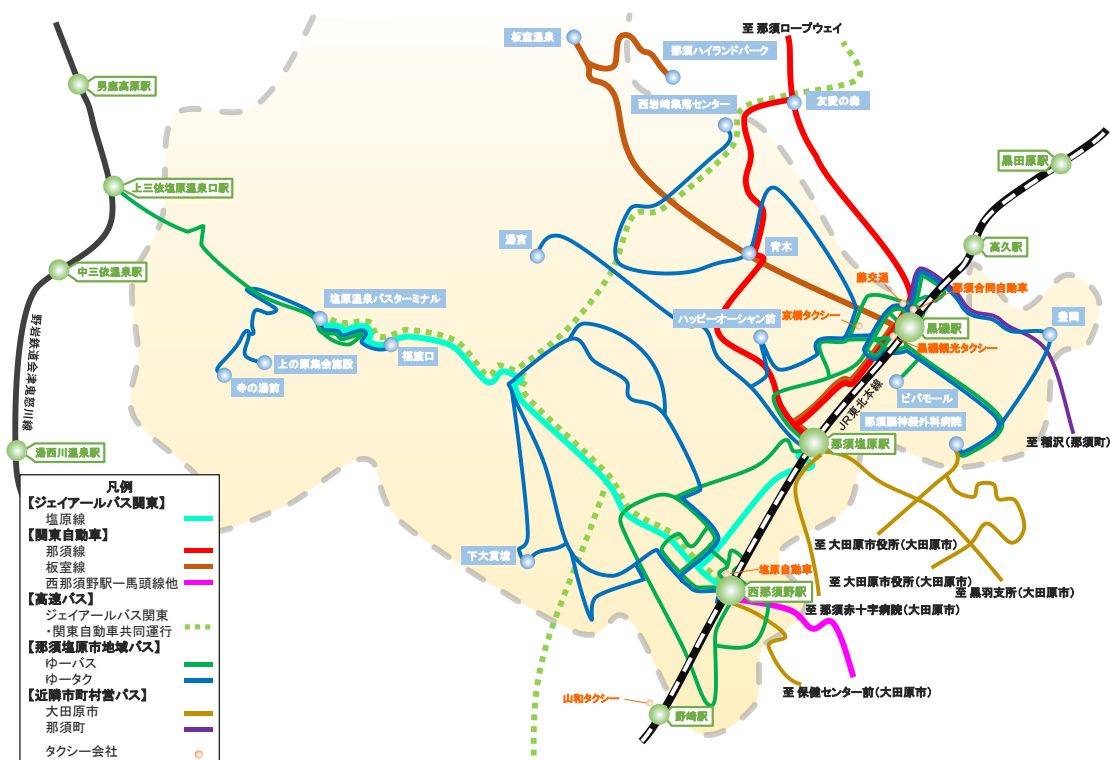 至 那須ロープウェイ
板室温泉
那須ハイランドパーク
男鹿高原駅
西岩崎集落センター
友愛の森
黒田原駅
上三依塩原温泉口駅
湯宮
青木
高久駅
中三依温泉駅
藤交通
那須合同自動車
塩原温泉バスターミナル
ハッピーオーシャン前
京橋タクシー
黒磯駅
豊岡
野岩鉄道会津鬼怒川線
福渡口
黒磯観光タクシー
上の原集会施設
寺の湯前
JR東北本線
ビバモール
那須脳神経外科病院
湯西川温泉駅
那須塩原駅
至 稲沢(那須町)
凡例
【ジェイアールバス関東】
塩原線
【関東自動車】
那須線
板室線
西那須野駅ー馬頭線他
【高速バス】
ジェイアールバス関東
・関東自動車共同運行
【那須塩原市地域バス】
ゆーバス
ゆータク
【近隣市町村営バス】
大田原市
那須町
タクシー会社
下大貫坂
至 大田原市役所(大田原市)
塩原自動車
至 大田原市役所(大田原市)
西那須野駅
至 黒羽支所(大田原市)
至 那須赤十字病院(大田原市)
至 保健センター前(大田原市)
山和タクシー
野崎駅